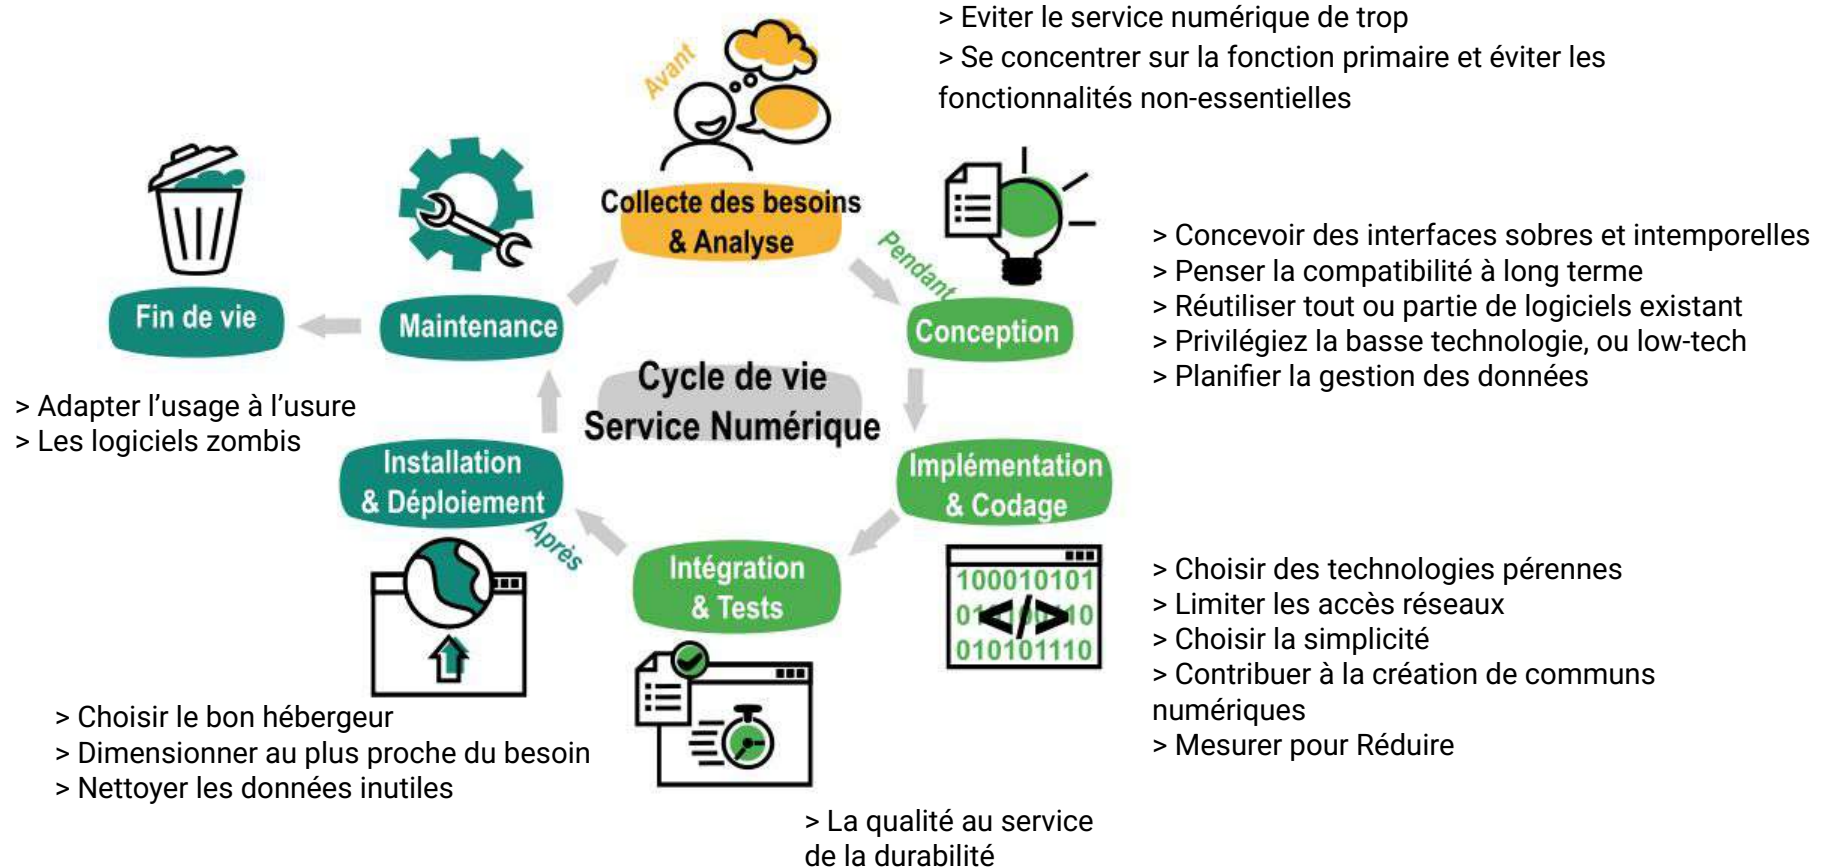 > Eviter le service numérique de trop
> Se concentrer sur la fonction primaire et éviter les
fonctionnalités non-essentielles
Avant
Collecte des besoins
& Analyse
Pendant
Conception
> Concevoir des interfaces sobres et intemporelles
> Penser la compatibilité à long terme
> Réutiliser tout ou partie de logiciels existant
> Privilégiez la basse technologie, ou low-tech
> Planifier la gestion des données
Fin de vie
Maintenance
Cycle de vie
Service Numérique
> Adapter l’usage à l’usure
> Les logiciels zombis
Installation
& Déploiement
Après
Implémentation
& Codage
Intégration
& Tests
100010101
</>
010101110
> Choisir des technologies pérennes
> Limiter les accès réseaux
> Choisir la simplicité
> Contribuer à la création de communs
numériques
> Mesurer pour Réduire
> Choisir le bon hébergeur
> Dimensionner au plus proche du besoin
> Nettoyer les données inutiles
> La qualité au service
de la durabilité